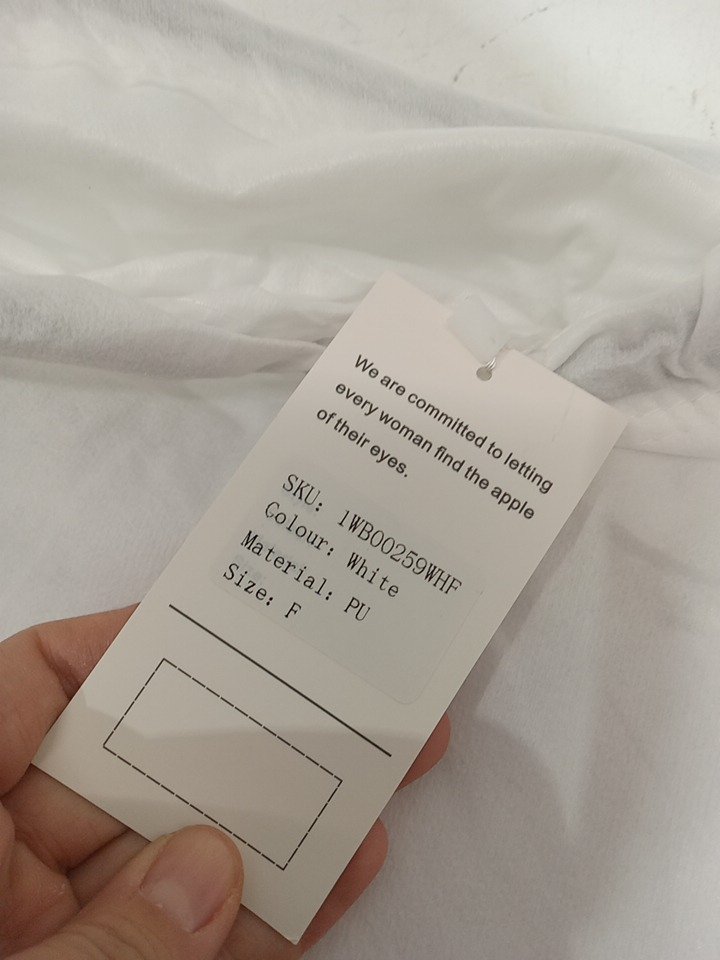 We are committed to letting
every woman find the apple
of their eyes.
SKU: 1WB00259WHF
Colour: White
Material: PU
Size: F